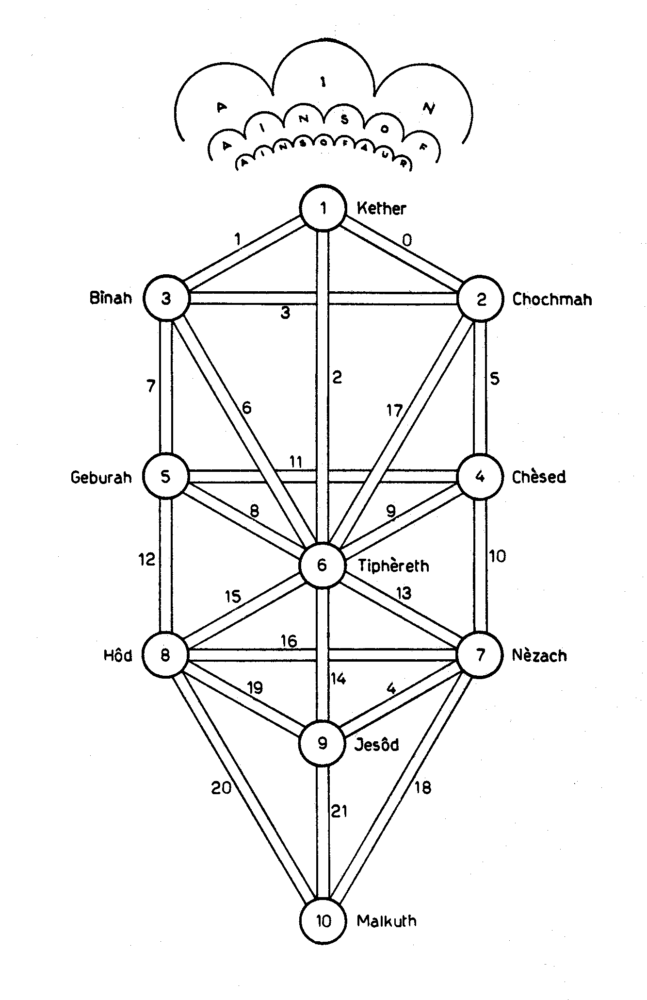 A I N
A I N S O F
A I N S O F A U R
1 Kether
1 0
Bînah 3 2 Chochmah
3
7 6 2 17 5
11
Geburah 5 4 Chèsed
8 9
12 10
6 Tiphèreth
15 13
16
Hôd 8 7 Nèzach
14
19 4
9 Jesôd
20 18
21
10 Malkuth